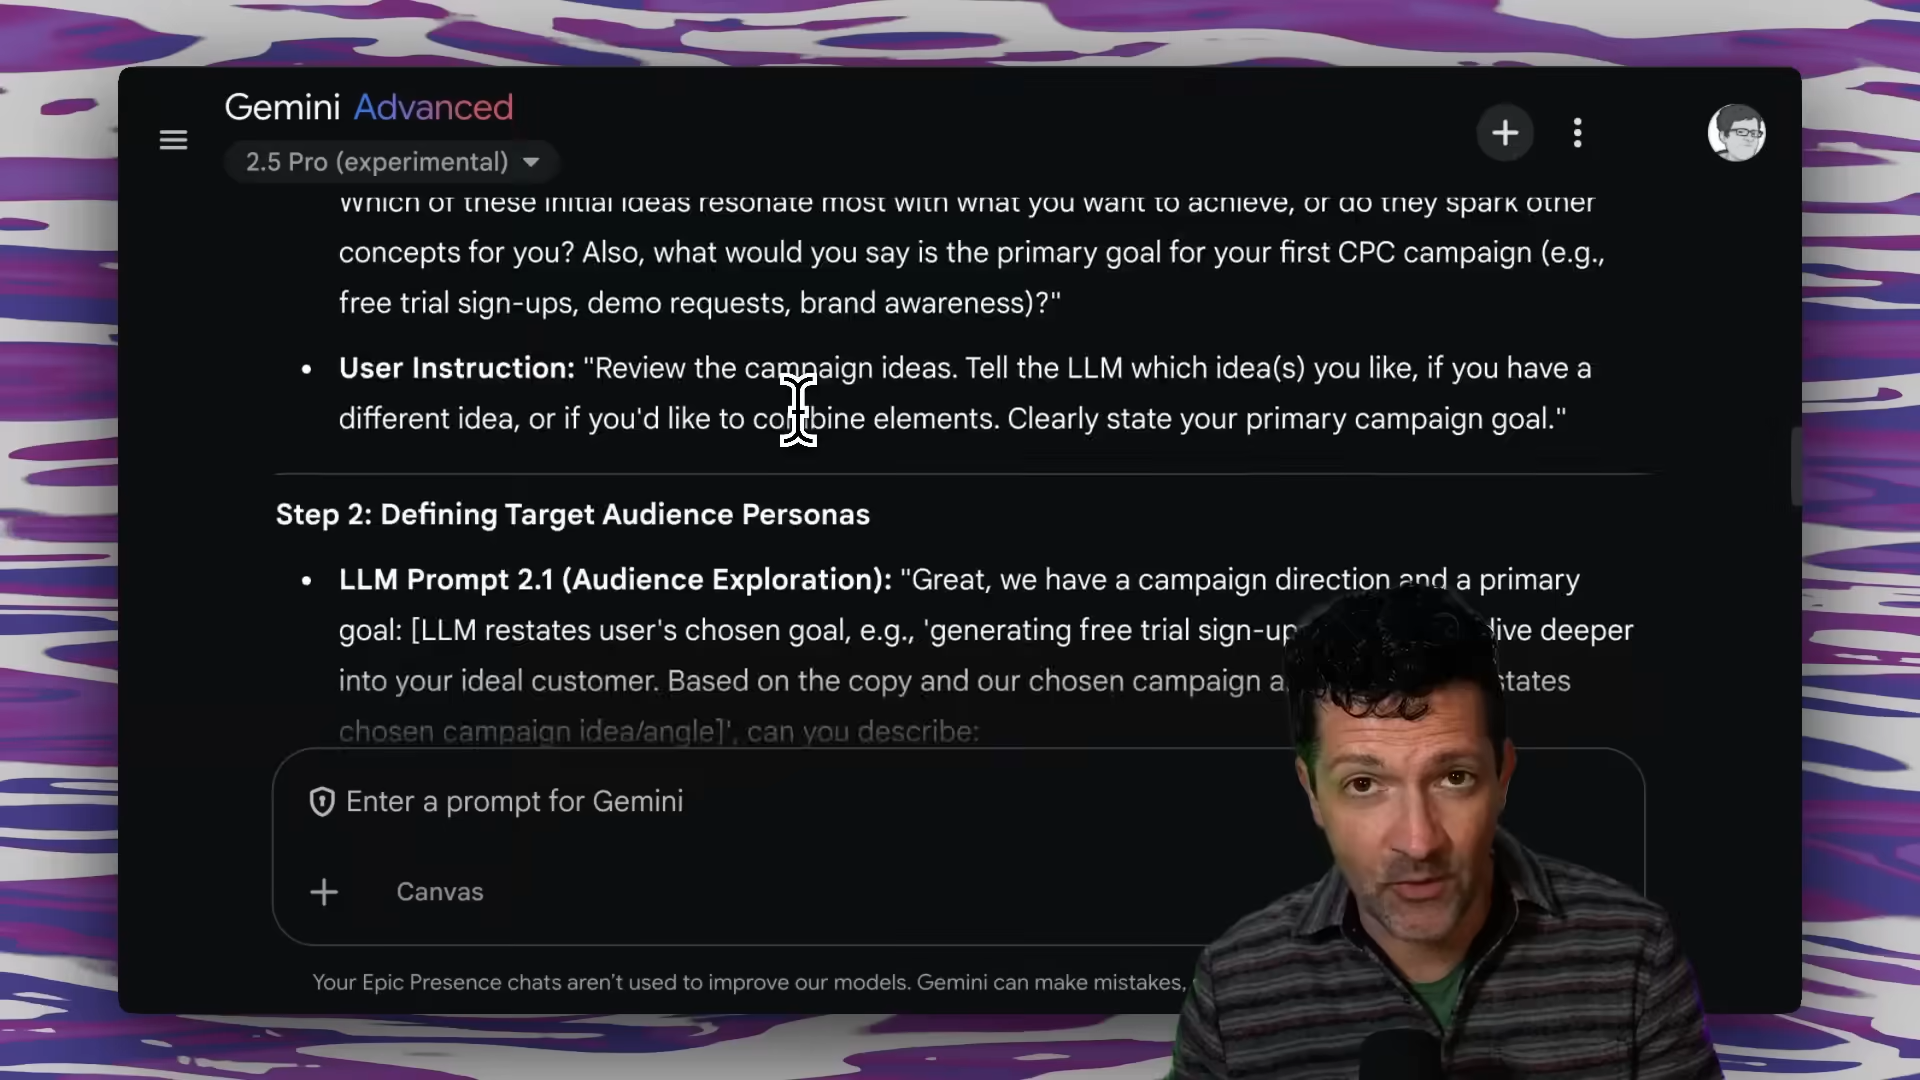 Gemini Advanced
2.5 Pro (experimental)
Which of these initial ideas resonate most with what you want to achieve, or do they spark other
concepts for you? Also, what would you say is the primary goal for your first CPC campaign (e.g.,
free trial sign-ups, demo requests, brand awareness)?"
• User Instruction: "Review the campaign ideas. Tell the LLM which idea(s) you like, if you have a
different idea, or if you'd like to combine elements. Clearly state your primary campaign goal."
Step 2: Defining Target Audience Personas
• LLM Prompt 2.1 (Audience Exploration): "Great, we have a campaign direction and a primary
goal: [LLM restates user's chosen goal, e.g., 'generating free trial sign-up dive deeper
into your ideal customer. Based on the copy and our chosen campaign a states
chosen campaign idea/angle]', can you describe:
Enter a prompt for Gemini
Canvas
Your Epic Presence chats aren't used to improve our models. Gemini can make mistakes,